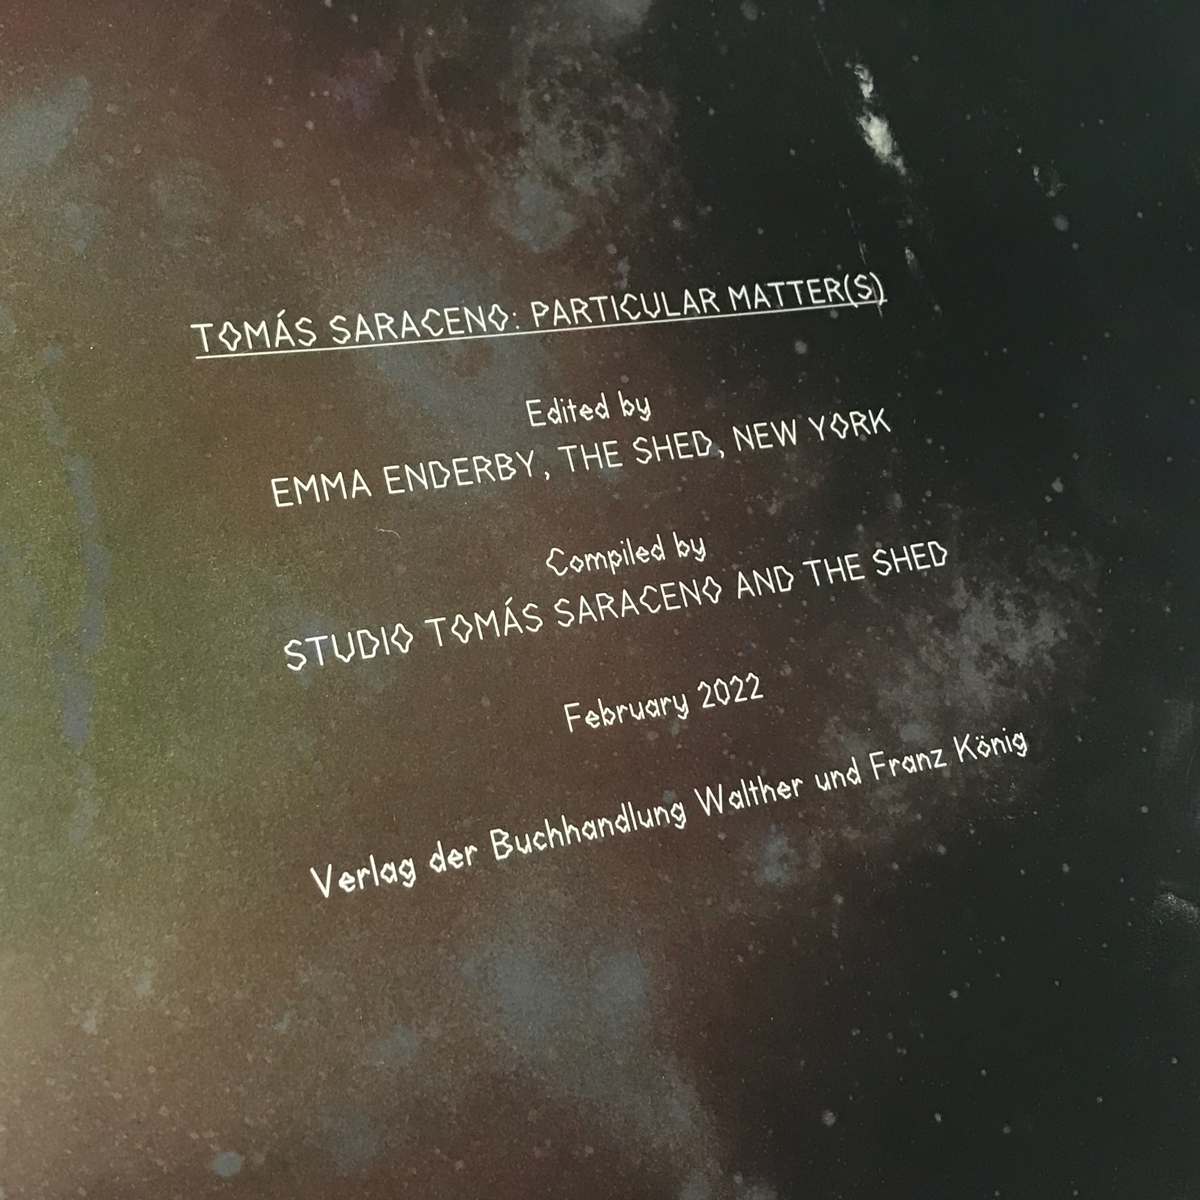 TOMÁS SARACENO: PARTICULAR MATTER(S)
Edited by
EMMA ENDERBY, THE SHED, NEW YORK
Compiled by
STUDIO TOMÁS SARACENO AND THE SHED
February 2022
Verlag der Buchhandlung Walther und Franz König